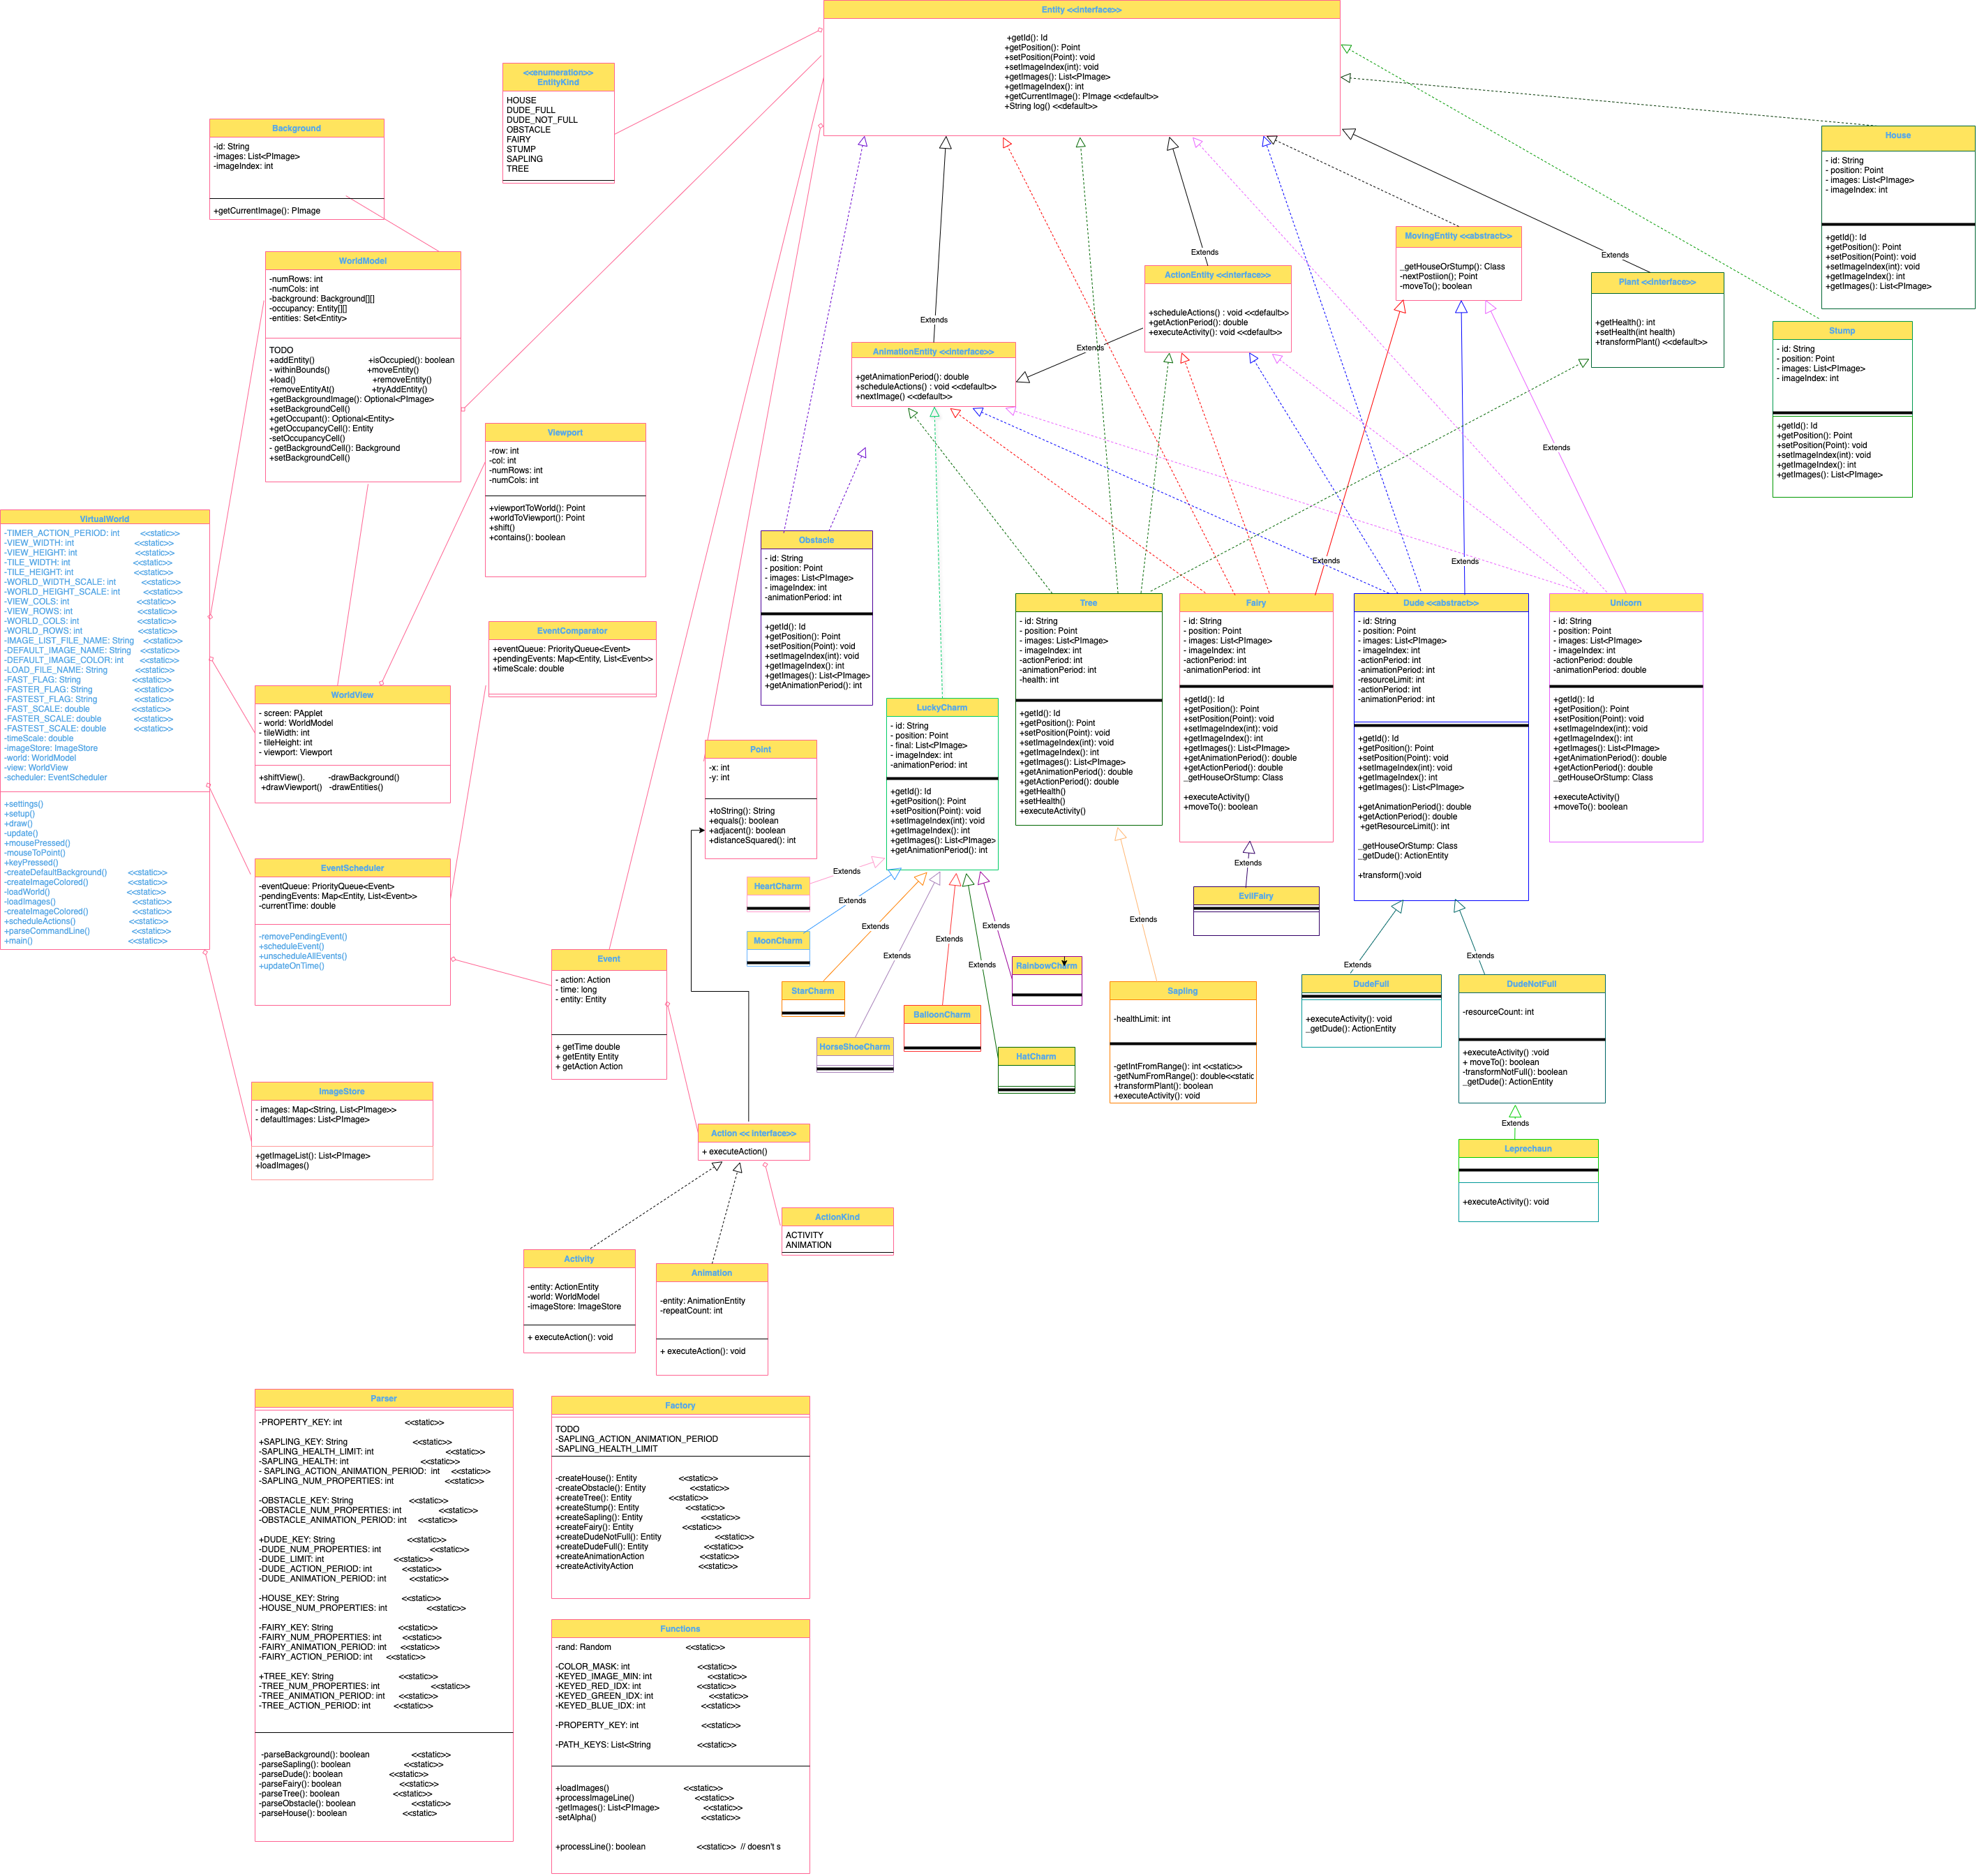 Entity <<interface>>
+getId(): Id
+getPosition(): Point
+setPosition(Point): void
+setImageIndex(int): void
+getImages(): List<PImage>
+getImageIndex(): int
+getCurrentImage(): PImage <<default>>
+String log() <<default>>
<<enumeration>>
EntityKind
HOUSE
DUDE_FULL
DUDE_NOT_FULL
OBSTACLE
FAIRY
STUMP
SAPLING
TREE
Background
-id: String
-images: List<PImage>
-imageIndex: int
+getCurrentImage(): PImage
House
- id: String
- position: Point
- images: List<PImage>
- imageIndex: int
+getId(): Id
+getPosition(): Point
+setPosition(Point): void
+setImageIndex(int): void
+getImageIndex(): int
+getImages(): List<PImage>
MovingEntity <<abstract>>
_getHouseOrStump(): Class
-nextPostiion(); Point
-moveTo(); boolean
WorldModel
-numRows: int
-numCols: int
-background: Background[][]
-occupancy: Entity[][]
-entities: Set<Entity>
TODO
+addEntity() +isOccupied(): boolean
- withinBounds() +moveEntity()
+load() +removeEntity()
-removeEntityAt() +tryAddEntity()
+getBackgroundImage(): Optional<PImage>
+setBackgroundCell()
+getOccupant(): Optional<Entity>
+getOccupancyCell(): Entity
-setOccupancyCell()
- getBackgroundCell(): Background
+setBackgroundCell()
Extends
ActionEntity <<interface>>
+scheduleActions() : void <<default>>
+getActionPeriod(): double
+executeActivity(): void <<default>>
Extends
Plant <<interface>>
+getHealth(): int
+setHealth(int health)
+transformPlant() <<default>>
Stump
- id: String
- position: Point
- images: List<PImage>
- imageIndex: int
+getId(): Id
+getPosition(): Point
+setPosition(Point): void
+setImageIndex(int): void
+getImageIndex(): int
+getImages(): List<PImage>
Extends
Extends
AnimationEntity <<interface>>
+getAnimationPeriod(): double
+scheduleActions() : void <<default>>
+nextImage() <<default>>
Viewport
-row: int
-col: int
-numRows: int
-numCols: int
+viewportToWorld(): Point
+worldToViewport(): Point
+shift()
+contains(): boolean
Extends
Extends
Extends
VirtualWorld
-TIMER_ACTION_PERIOD: int <<static>>
-VIEW_WIDTH: int <<static>>
-VIEW_HEIGHT: int <<static>>
-TILE_WIDTH: int <<static>>
-TILE_HEIGHT: int <<static>>
-WORLD_WIDTH_SCALE: int <<static>>
-WORLD_HEIGHT_SCALE: int <<static>>
-VIEW_COLS: int <<static>>
-VIEW_ROWS: int <<static>>
-WORLD_COLS: int <<static>>
-WORLD_ROWS: int <<static>>
-IMAGE_LIST_FILE_NAME: String <<static>>
-DEFAULT_IMAGE_NAME: String <<static>>
-DEFAULT_IMAGE_COLOR: int <<static>>
-LOAD_FILE_NAME: String <<static>>
-FAST_FLAG: String <<static>>
-FASTER_FLAG: String <<static>>
-FASTEST_FLAG: String <<static>>
-FAST_SCALE: double <<static>>
-FASTER_SCALE: double <<static>>
-FASTEST_SCALE: double <<static>>
-timeScale: double
-imageStore: ImageStore
-world: WorldModel
-view: WorldView
-scheduler: EventScheduler
+settings()
+setup()
+draw()
-update()
+mousePressed()
-mouseToPoint()
+keyPressed()
-createDefaultBackground() <<static>>
-createImageColored() <<static>>
-loadWorld() <<static>>
-loadImages() <<static>>
-createImageColored() <<static>>
+scheduleActions() <<static>>
+parseCommandLine() <<static>>
+main() <<static>>
Obstacle
- id: String
- position: Point
- images: List<PImage>
- imageIndex: int
-animationPeriod: int
+getId(): Id
+getPosition(): Point
+setPosition(Point): void
+setImageIndex(int): void
+getImageIndex(): int
+getImages(): List<PImage>
+getAnimationPeriod(): int
EventComparator
+eventQueue: PriorityQueue<Event>
+pendingEvents: Map<Entity, List<Event>>
+timeScale: double
Tree
- id: String
- position: Point
- images: List<PImage>
- imageIndex: int
-actionPeriod: int
-animationPeriod: int
-health: int
+getId(): Id
+getPosition(): Point
+setPosition(Point): void
+setImageIndex(int): void
+getImageIndex(): int
+getImages(): List<PImage>
+getAnimationPeriod(): double
+getActionPeriod(): double
+getHealth()
+setHealth()
+executeActivity()
Fairy
- id: String
- position: Point
- images: List<PImage>
- imageIndex: int
-actionPeriod: int
-animationPeriod: int
+getId(): Id
+getPosition(): Point
+setPosition(Point): void
+setImageIndex(int): void
+getImageIndex(): int
+getImages(): List<PImage>
+getAnimationPeriod(): double
+getActionPeriod(): double
_getHouseOrStump: Class
+executeActivity()
+moveTo(): boolean
Dude <<abstract>>
- id: String
- position: Point
- images: List<PImage>
- imageIndex: int
-actionPeriod: int
-animationPeriod: int
-resourceLimit: int
-actionPeriod: int
-animationPeriod: int
+getId(): Id
+getPosition(): Point
+setPosition(Point): void
+setImageIndex(int): void
+getImageIndex(): int
+getImages(): List<PImage>
+getAnimationPeriod(): double
+getActionPeriod(): double
+getResourceLimit(): int
_getHouseOrStump: Class
_getDude(): ActionEntity
+transform():void
Unicorn
- id: String
- position: Point
- images: List<PImage>
- imageIndex: int
-actionPeriod: double
-animationPeriod: double
+getId(): Id
+getPosition(): Point
+setPosition(Point): void
+setImageIndex(int): void
+getImageIndex(): int
+getImages(): List<PImage>
+getAnimationPeriod(): double
+getActionPeriod(): double
_getHouseOrStump: Class
+executeActivity()
+moveTo(): boolean
WorldView
- screen: PApplet
- world: WorldModel
- tileWidth: int
- tileHeight: int
- viewport: Viewport
+shiftView(). -drawBackground()
+drawViewport() -drawEntities()
LuckyCharm
- id: String
- position: Point
- final: List<PImage>
- imageIndex: int
-animationPeriod: int
+getId(): Id
+getPosition(): Point
+setPosition(Point): void
+setImageIndex(int): void
+getImageIndex(): int
+getImages(): List<PImage>
+getAnimationPeriod(): int
Point
-x: int
-y: int
+toString(): String
+equals(): boolean
+adjacent(): boolean
+distanceSquared(): int
EventScheduler
-eventQueue: PriorityQueue<Event>
-pendingEvents: Map<Entity, List<Event>>
-currentTime: double
-removePendingEvent()
+scheduleEvent()
+unscheduleAllEvents()
+updateOnTime()
Extends
HeartCharm
Extends
MoonCharm
Extends
StarCharm
Extends
HorseShoeCharm
Extends
BalloonCharm
Extends
HatCharm
Extends
RainbowCharm
Extends
Sapling
-healthLimit: int
-getIntFromRange(): int <<static>>
-getNumFromRange(): double<<static
+transformPlant(): boolean
+executeActivity(): void
Extends
EvilFairy
Extends
DudeFull
+executeActivity(): void
_getDude(): ActionEntity
Extends
DudeNotFull
-resourceCount: int
+executeActivity() :void
+ moveTo(): boolean
-transformNotFull(): boolean
_getDude(): ActionEntity
Extends
Leprechaun
+executeActivity(): void
Event
- action: Action
- time: long
- entity: Entity
+ getTime double
+ getEntity Entity
+ getAction Action
ImageStore
- images: Map<String, List<PImage>>
- defaultImages: List<PImage>
+getImageList(): List<PImage>
+loadImages()
Action << interface>>
+ executeAction()
ActionKind
ACTIVITY
ANIMATION
Activity
-entity: ActionEntity
-world: WorldModel
-imageStore: ImageStore
+ executeAction(): void
Animation
-entity: AnimationEntity
-repeatCount: int
+ executeAction(): void
Parser
-PROPERTY_KEY: int <<static>>
+SAPLING_KEY: String <<static>>
-SAPLING_HEALTH_LIMIT: int <<static>>
-SAPLING_HEALTH: int <<static>>
- SAPLING_ACTION_ANIMATION_PERIOD: int <<static>>
-SAPLING_NUM_PROPERTIES: int <<static>>
-OBSTACLE_KEY: String <<static>>
-OBSTACLE_NUM_PROPERTIES: int <<static>>
-OBSTACLE_ANIMATION_PERIOD: int <<static>>
+DUDE_KEY: String <<static>>
-DUDE_NUM_PROPERTIES: int <<static>>
-DUDE_LIMIT: int <<static>>
-DUDE_ACTION_PERIOD: int <<static>>
-DUDE_ANIMATION_PERIOD: int <<static>>
-HOUSE_KEY: String <<static>>
-HOUSE_NUM_PROPERTIES: int <<static>>
-FAIRY_KEY: String <<static>>
-FAIRY_NUM_PROPERTIES: int <<static>>
-FAIRY_ANIMATION_PERIOD: int <<static>>
-FAIRY_ACTION_PERIOD: int <<static>>
+TREE_KEY: String <<static>>
-TREE_NUM_PROPERTIES: int <<static>>
-TREE_ANIMATION_PERIOD: int <<static>>
-TREE_ACTION_PERIOD: int <<static>>
-parseBackground(): boolean <<static>>
-parseSapling(): boolean <<static>>
-parseDude(): boolean <<static>>
-parseFairy(): boolean <<static>>
-parseTree(): boolean <<static>>
-parseObstacle(): boolean <<static>>
-parseHouse(): boolean <<static>
Factory
TODO
-SAPLING_ACTION_ANIMATION_PERIOD
-SAPLING_HEALTH_LIMIT
-createHouse(): Entity <<static>>
-createObstacle(): Entity <<static>>
+createTree(): Entity <<static>>
+createStump(): Entity <<static>>
+createSapling(): Entity <<static>>
+createFairy(): Entity <<static>>
+createDudeNotFull(): Entity <<static>>
+createDudeFull(): Entity <<static>>
+createAnimationAction <<static>>
+createActivityAction <<static>>
Functions
-rand: Random <<static>>
-COLOR_MASK: int <<static>>
-KEYED_IMAGE_MIN: int <<static>>
-KEYED_RED_IDX: int <<static>>
-KEYED_GREEN_IDX: int <<static>>
-KEYED_BLUE_IDX: int <<static>>
-PROPERTY_KEY: int <<static>>
-PATH_KEYS: List<String <<static>>
+loadImages() <<static>>
+processImageLine() <<static>>
-getImages(): List<PImage> <<static>>
-setAlpha() <<static>>
+processLine(): boolean <<static>> // doesn't s